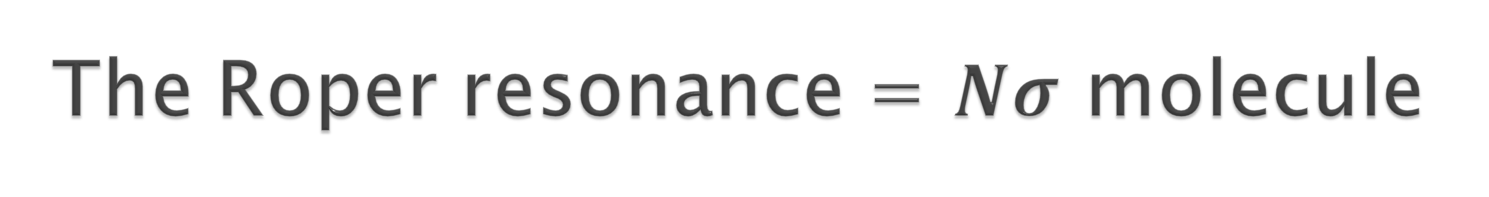 The Roper resonance = Nσ molecule